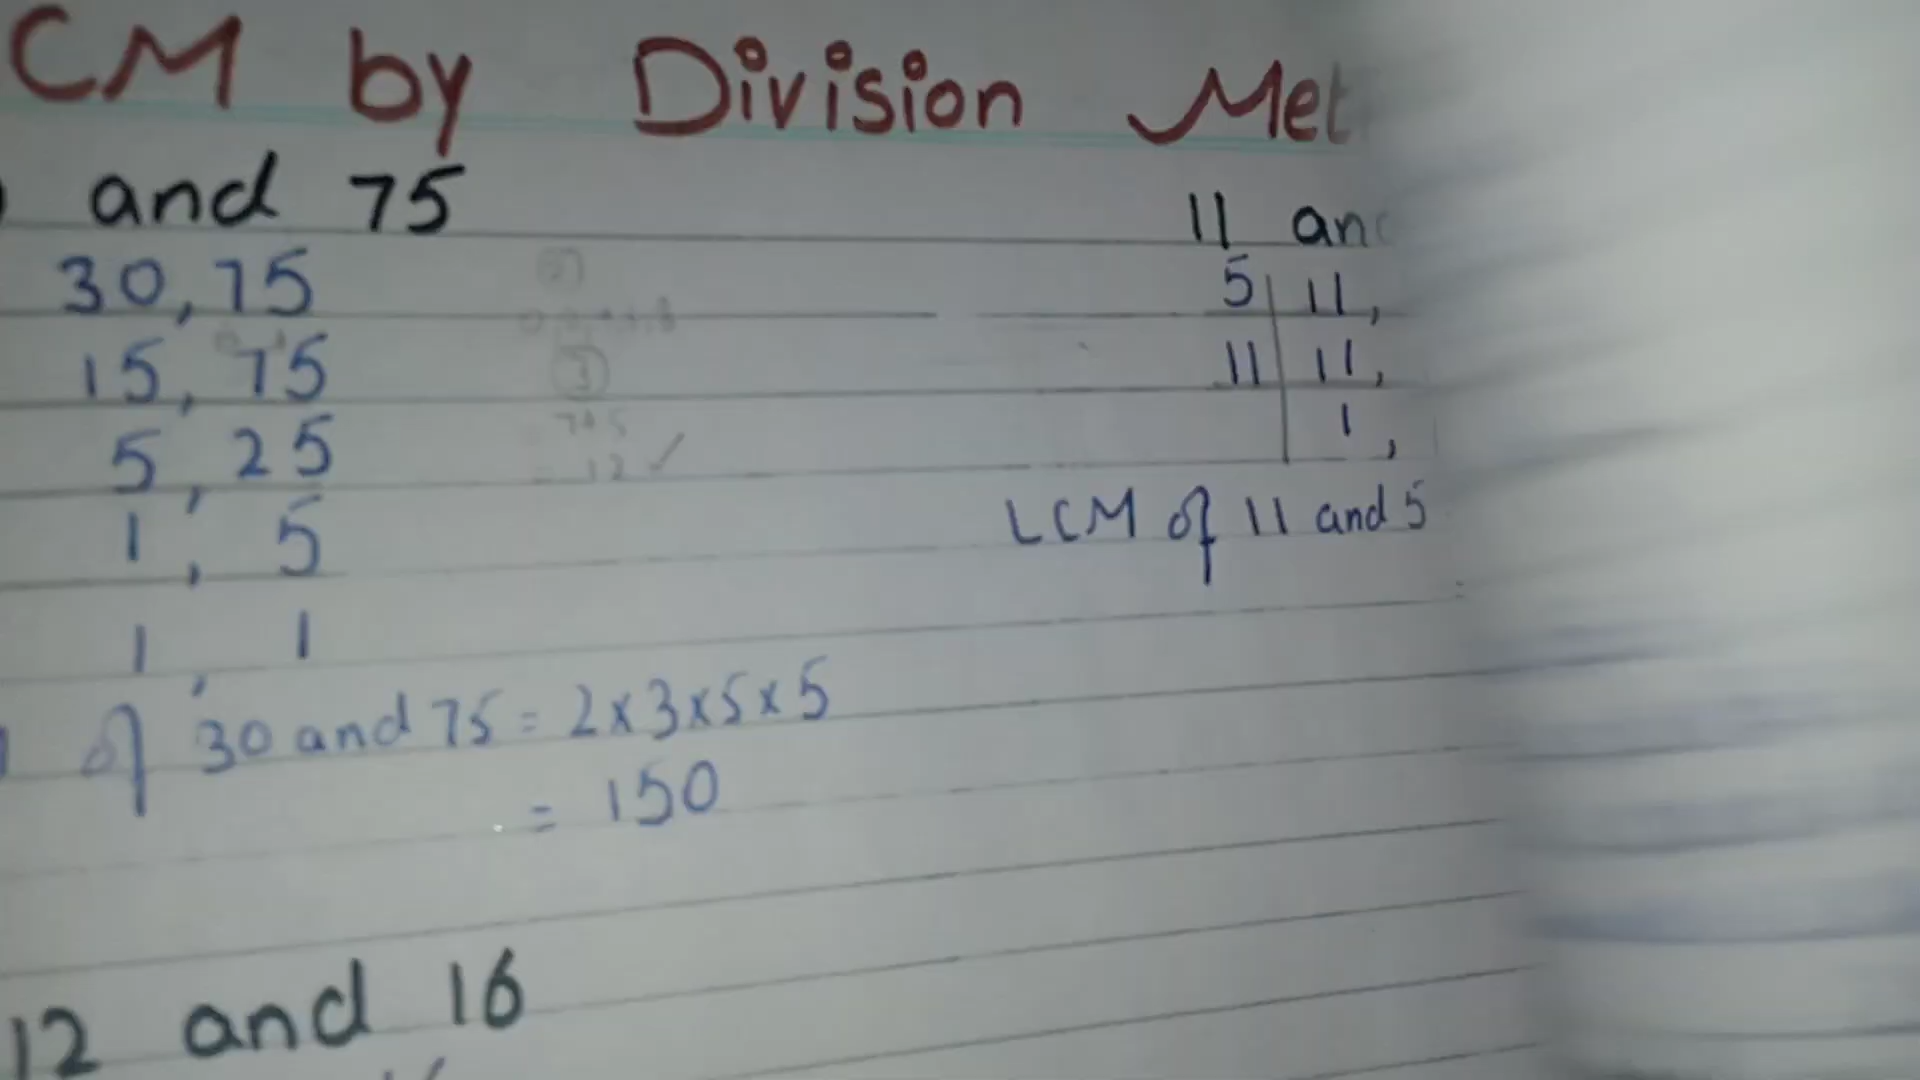 CM by Division Met
and 75
30, 75
15, 75
5, 25
1, 5
1, 1
of 30 and 75 = 2x3x5x5
= 150
12 and 16
11 an
5 11,
11 11,
1,
LCM of 11 and 5